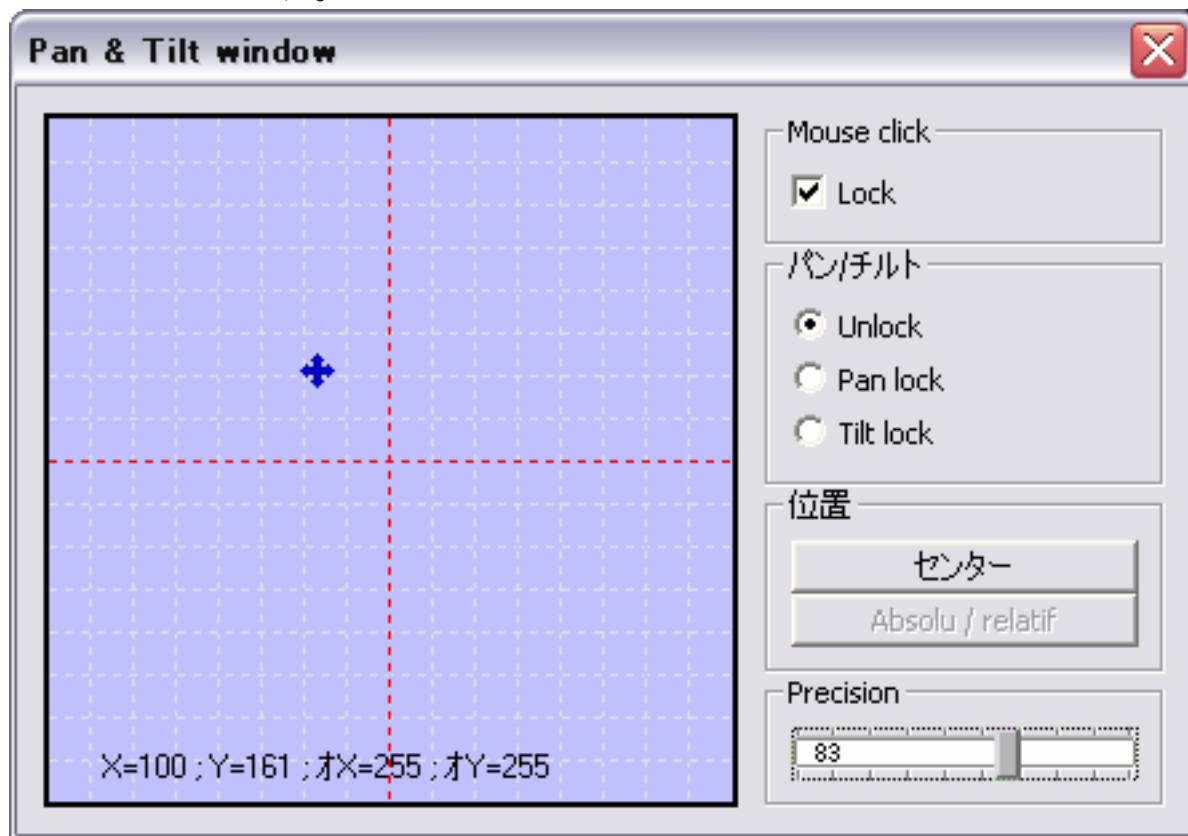 Pan & Tilt window
Mouse click
Lock
パン/チルト
Unlock
Pan lock
Tilt lock
位置
センター
Absolu / relatif
Precision
83
X=100 ; Y=161 ; オX=255 ; オY=255